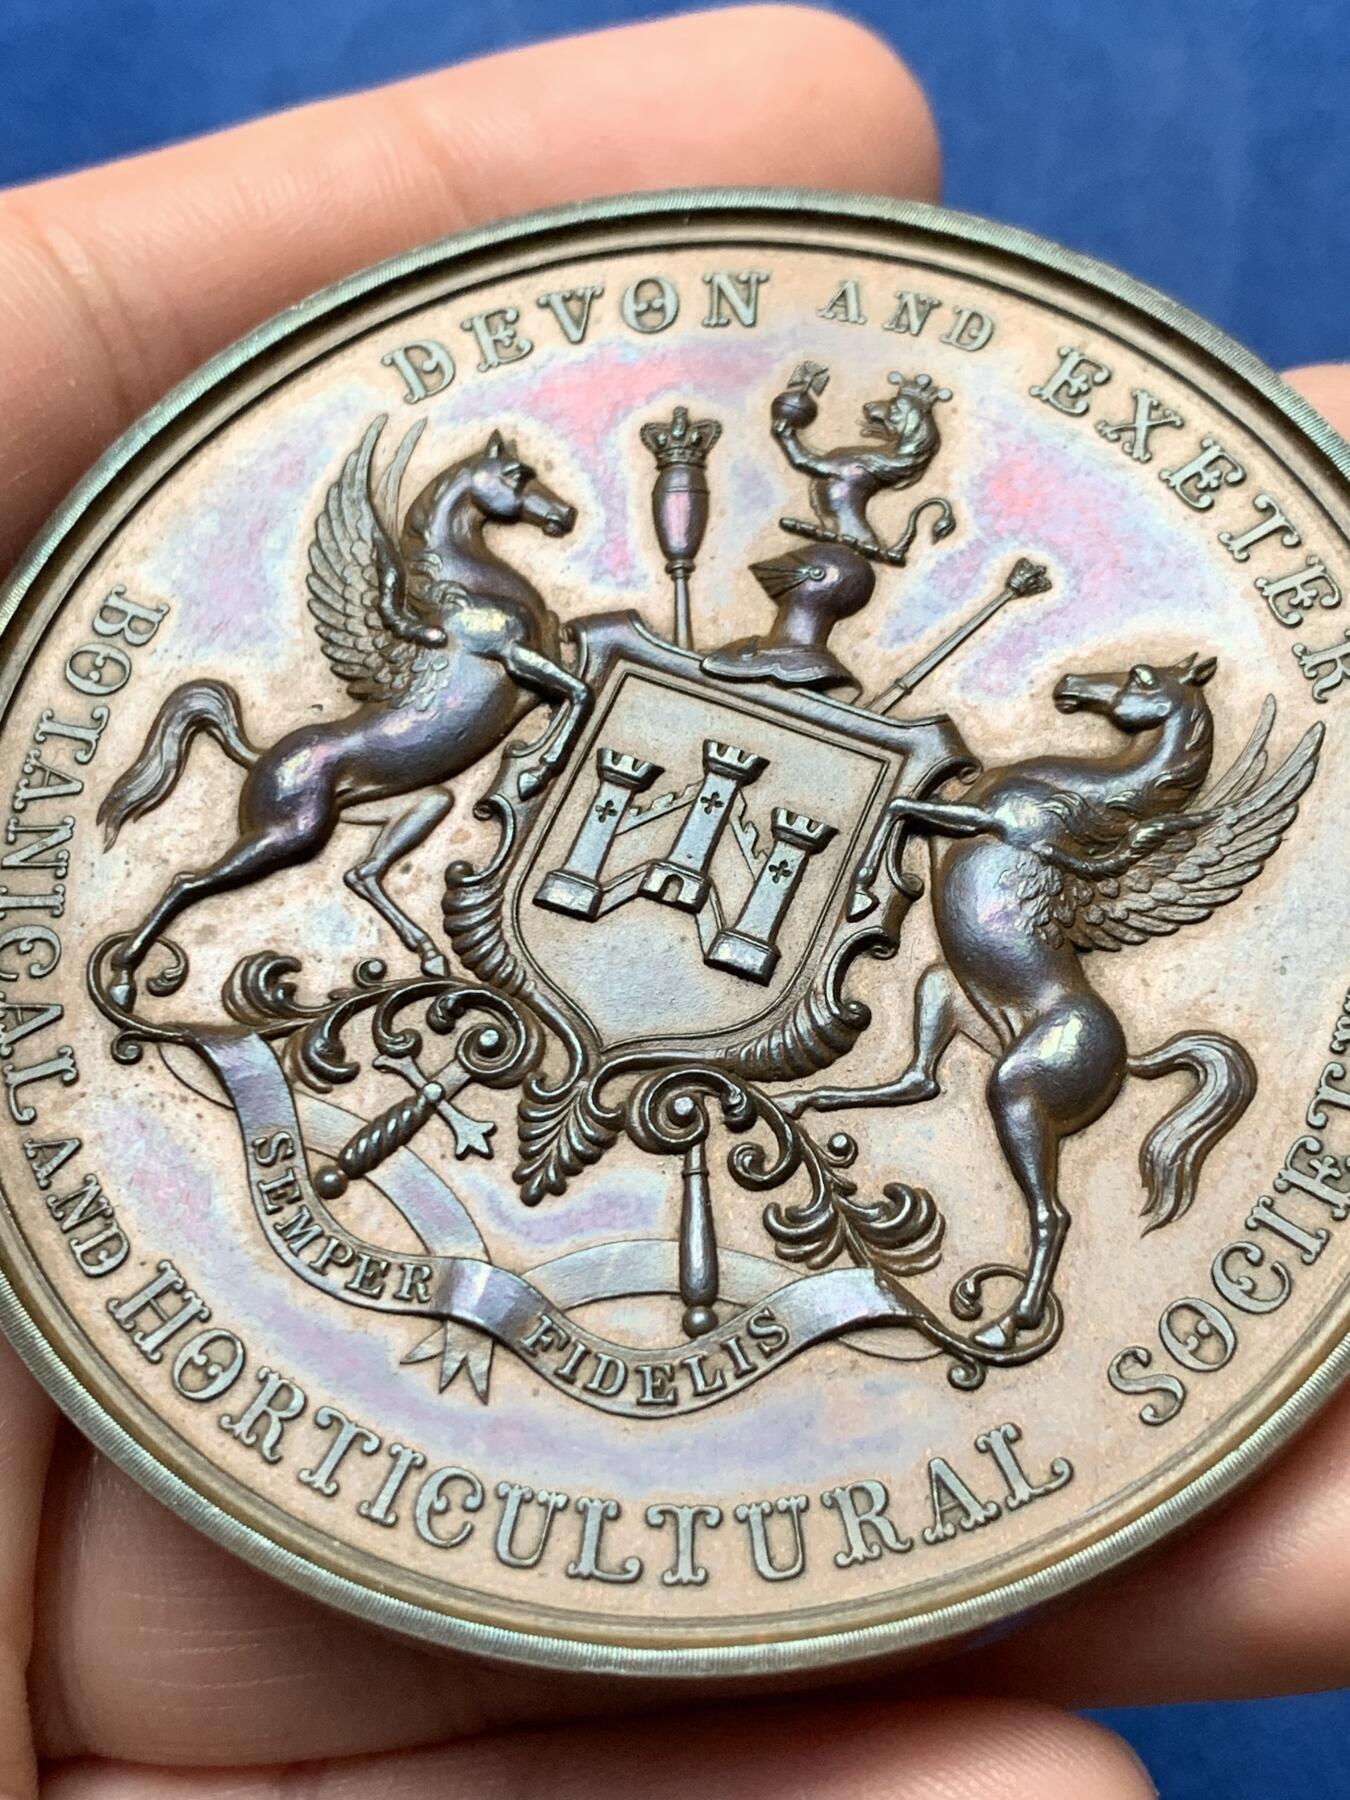 DEVON AND EXETER
BOTANICAL AND HORTICULTURAL SOCIETY
SEMPER FIDELIS